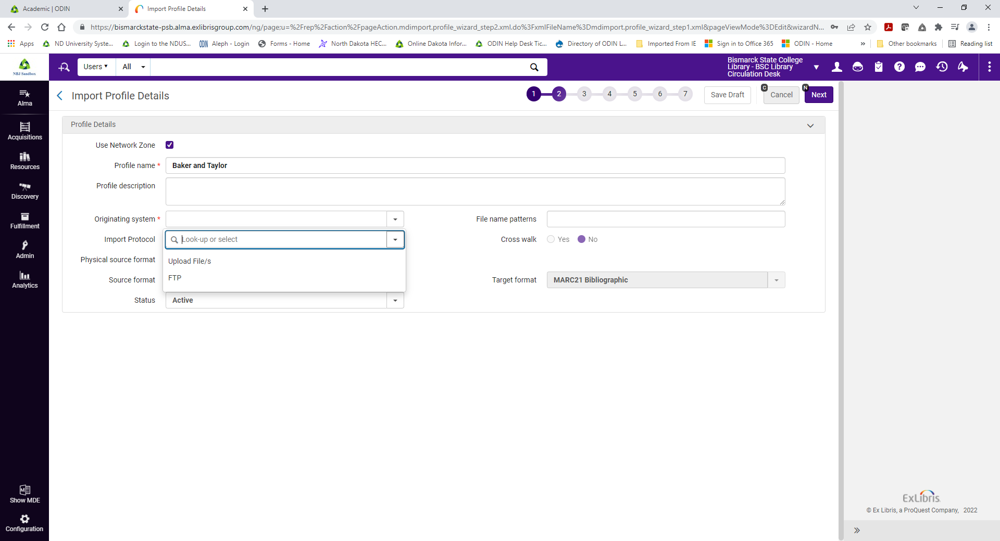 Academic | ODIN
Import Profile Details
https://bismarckstate-psb.alma.exlibrisgroup.com/ng/page;u=%2Frep%2Faction%2FpageAction.mdimport.profile_wizard_step2.xml.do%3FxmlFileName%3Dmdimport.profile_wizard_step1.xml&pageViewMode%3DEdit&wizardN...
Apps
ND University Syste...
Login to the NDUS...
ODIN Aleph - Login
Forms - Home
North Dakota HEC...
Online Dakota Infor...
ODIN Help Desk Tic...
Directory of ODIN L...
Imported From IE
Sign in to Office 365
ODIN - Home
»
Other bookmarks
Reading list
NBJ Sandbox
Users
All
Bismarck State College
Library - BSC Library
Circulation Desk
Import Profile Details
1 2 3 4 5 6 7
Save Draft
C
Cancel
N
Next
Alma
Acquisitions
Resources
Discovery
Fulfillment
Admin
Analytics
Show MDE
Configuration
Profile Details
Use Network Zone
Profile name * Baker and Taylor
Profile description
Originating system *
File name patterns
Import Protocol
Look-up or select
Cross walk
Yes
No
Physical source format
Upload File/s
Source format
FTP
Target format
MARC21 Bibliographic
Status
Active
ExLibris
© Ex Libris, a ProQuest Company, 2022